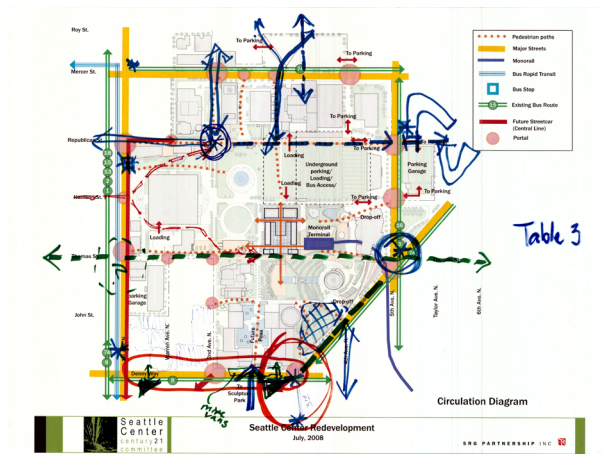 Roy St.
Mercer St.
Republican
Thomas St.
John St.
To Parking
To Parking
To Parking
To Parking
To Parking
To Parking
Loading
Loading
Loading
Underground
parking/
Loading/
Bus Access/
Parking
Garage
Drop-off
Monorail
Terminal
Drop-off
parking
Garage
Warren Ave. N.
2nd Ave. N.
5th Ave. N.
Taylor Ave. N.
6th Ave. N.
Denny Way
To
Sculpture
Park
Pedestrian paths
Major Streets
Monorail
Bus Rapid Transit
Bus Stop
Existing Bus Route
Future Streetcar
(Central Line)
Portal
Table 3
Circulation Diagram
Seattle
Center
century 21
committee
Seattle Center Redevelopment
July, 2008
SRG PARTNERSHIP INC